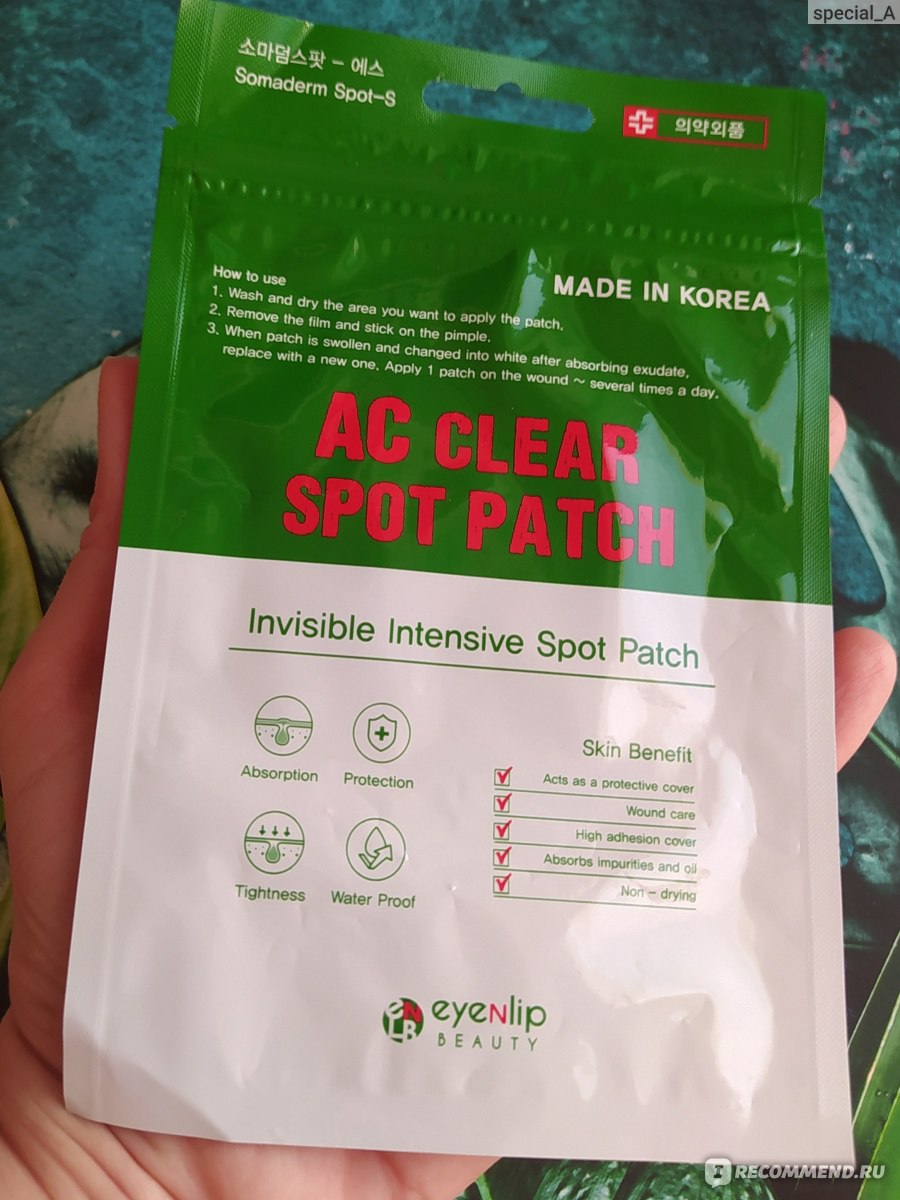 special_A
소마덤스팟 - 에스
Somaderm Spot-S
의약외품
How to use
1. Wash and dry the area you want to apply the patch.
2. Remove the film and stick on the pimple.
3. When patch is swollen and changed into white after absorbing exudate,
replace with a new one. Apply 1 patch on the wound ~ several times a day.
MADE IN KOREA
AC CLEAR
SPOT PATCH
Invisible Intensive Spot Patch
Absorption
Protection
Tightness
Water Proof
Skin Benefit
Acts as a protective cover
Wound care
High adhesion cover
Absorbs impurities and oil
Non - drying
eNLB
eyeNlip
BEAUTY
IRECOMMEND.RU